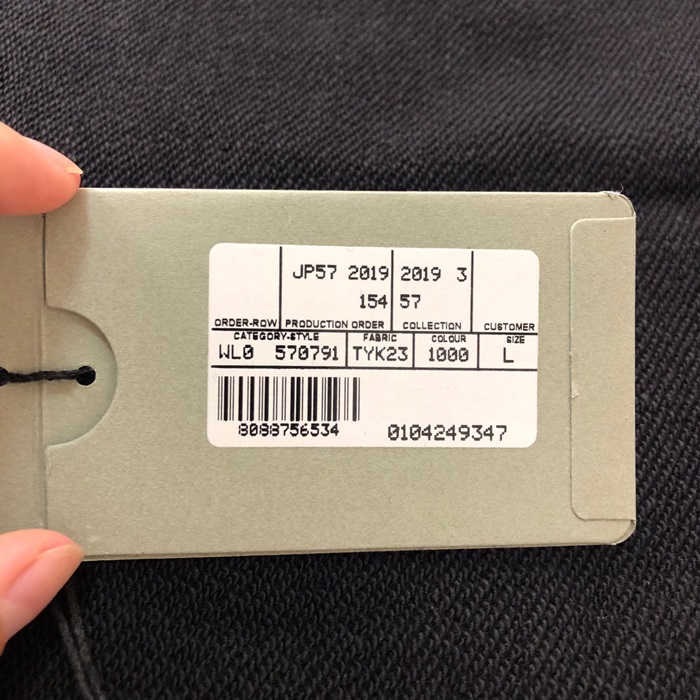 JP57 2019 2019 3
154 57
ORDER-ROW PRODUCTION ORDER COLLECTION CUSTOMER
CATEGORY-STYLE FABRIC COLOUR SIZE
WL0 570791 TYK23 1000 L
8088756534 0104249347